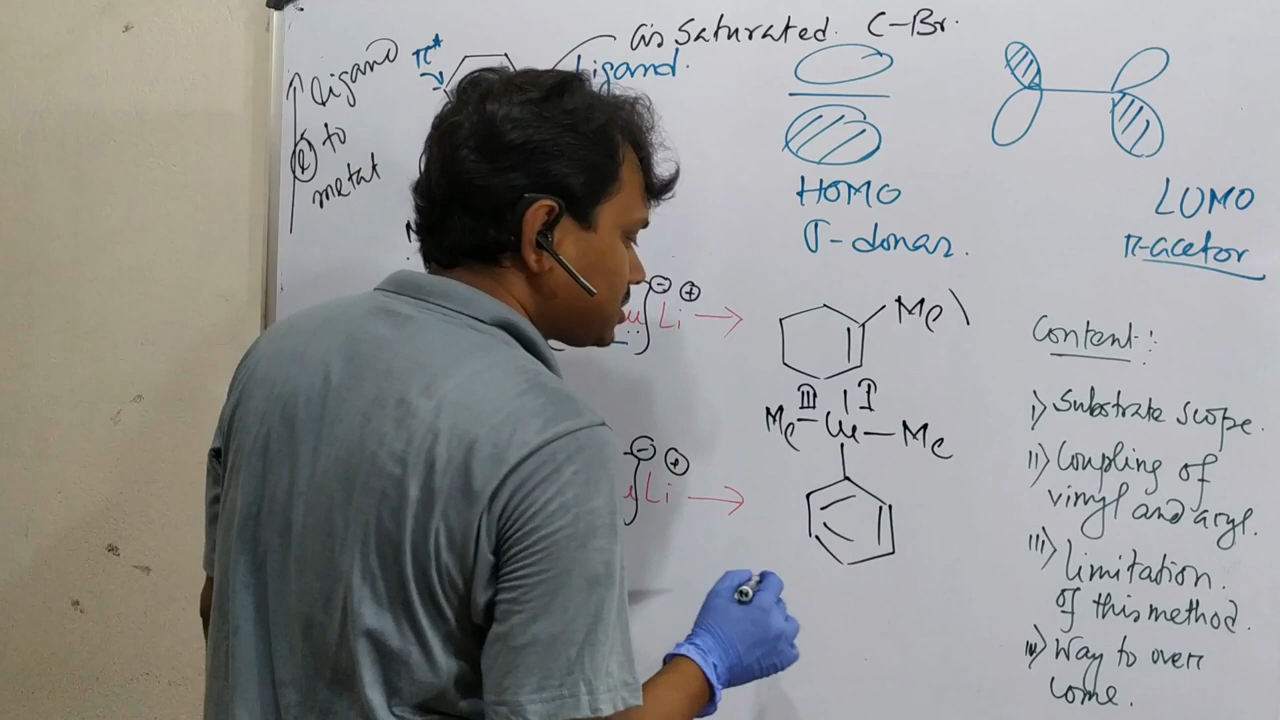 ↑ ligand
e to
metal
π*
as saturated. C-Br.
Ligand.
HOMO
σ-donar.
LUMO
π-acetor
⊖ ⊕
Li →
Me
III I
Me-Cu-Me
⊖ ⊕
Li →
Content:
i) Substrate scope.
ii) Coupling of
vinyl and aryl.
iii) limitation
of this method.
iv) Way to over
come.